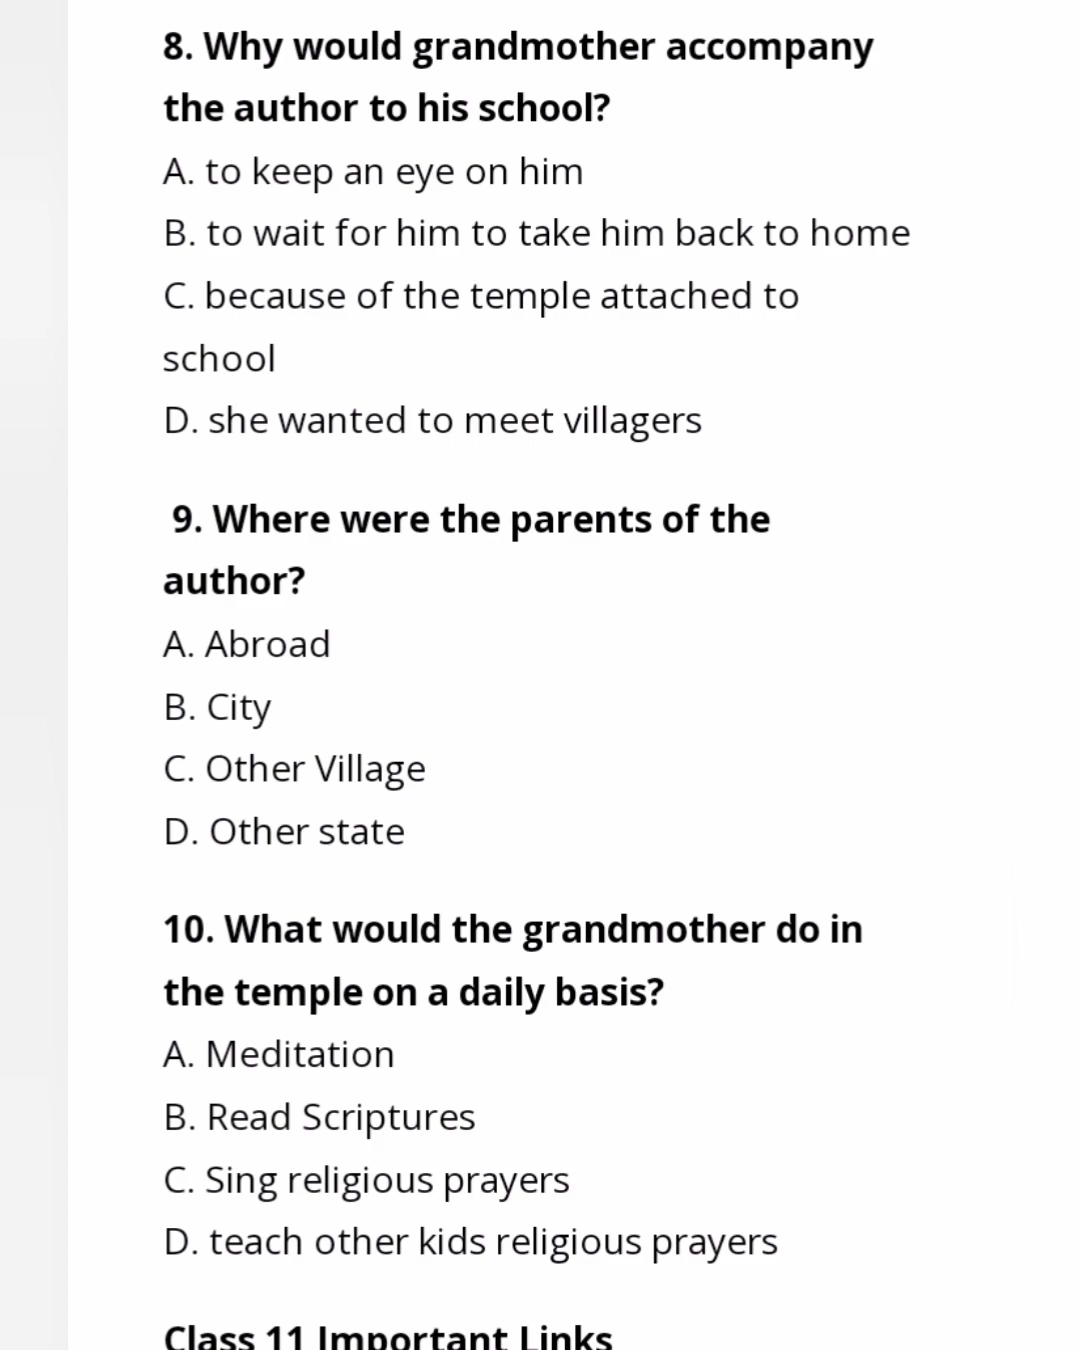 8. Why would grandmother accompany
the author to his school?
A. to keep an eye on him
B. to wait for him to take him back to home
C. because of the temple attached to
school
D. she wanted to meet villagers
9. Where were the parents of the
author?
A. Abroad
B. City
C. Other Village
D. Other state
10. What would the grandmother do in
the temple on a daily basis?
A. Meditation
B. Read Scriptures
C. Sing religious prayers
D. teach other kids religious prayers
Class 11 Important Links